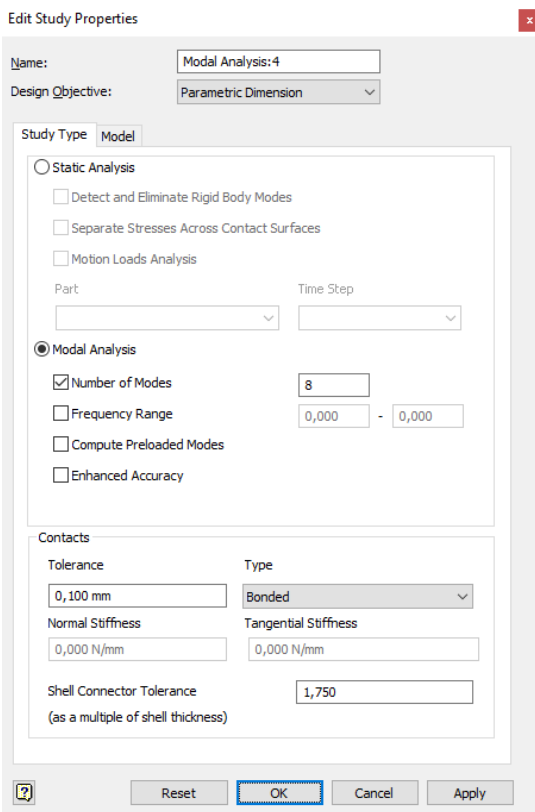 Edit Study Properties
x
Name: Modal Analysis:4
Design Objective: Parametric Dimension
Study Type Model
Static Analysis
Detect and Eliminate Rigid Body Modes
Separate Stresses Across Contact Surfaces
Motion Loads Analysis
Part Time Step
Modal Analysis
Number of Modes 8
Frequency Range 0,000 - 0,000
Compute Preloaded Modes
Enhanced Accuracy
Contacts
Tolerance Type
0,100 mm Bonded
Normal Stiffness Tangential Stiffness
0,000 N/mm 0,000 N/mm
Shell Connector Tolerance 1,750
(as a multiple of shell thickness)
? Reset OK Cancel Apply